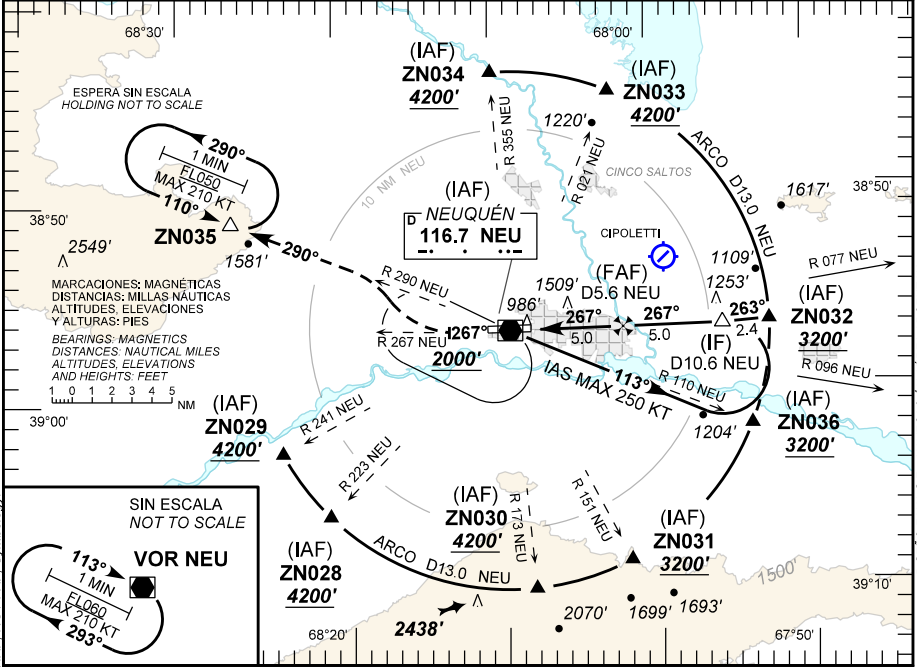 68°30'
68°00'
ESPERA SIN ESCALA
HOLDING NOT TO SCALE
290°
1 MIN
FL050
MAX 210 KT
110°
ZN035
38°50'
2549'
1581'
290°
MARCACIONES: MAGNÉTICAS
DISTANCIAS: MILLAS NÁUTICAS
ALTITUDES, ELEVACIONES
Y ALTURAS: PIES
BEARINGS: MAGNETICS
DISTANCES: NAUTICAL MILES
ALTITUDES, ELEVATIONS
AND HEIGHTS: FEET
1 0 1 2 3 4 5
NM
39°00'
(IAF)
ZN034
4200'
R 355 NEU
(IAF)
ZN033
4200'
1220'
R 021 NEU
CINCO SALTOS
10 NM NEU
ARCO D13.0 NEU
1617'
38°50'
(IAF)
NEUQUÉN
D
116.7 NEU
CIPOLETTI
1109'
1253'
R 077 NEU
R 290 NEU
986'
1509'
(FAF)
D5.6 NEU
267°
5.0
267°
5.0
263°
2.4
(IF)
D10.6 NEU
(IAF)
ZN032
3200'
R 267 NEU
267°
2000'
113°
IAS MAX 250 KT
R 110 NEU
R 096 NEU
1204'
(IAF)
ZN036
3200'
(IAF)
ZN029
4200'
R 241 NEU
R 223 NEU
(IAF)
ZN028
4200'
ARCO D13.0 NEU
(IAF)
ZN030
4200'
R 173 NEU
R 151 NEU
(IAF)
ZN031
3200'
1500'
39°10'
2438'
2070'
1699'
1693'
68°20'
67°50'
SIN ESCALA
NOT TO SCALE
VOR NEU
113°
1 MIN
FL060
MAX 210 KT
293°